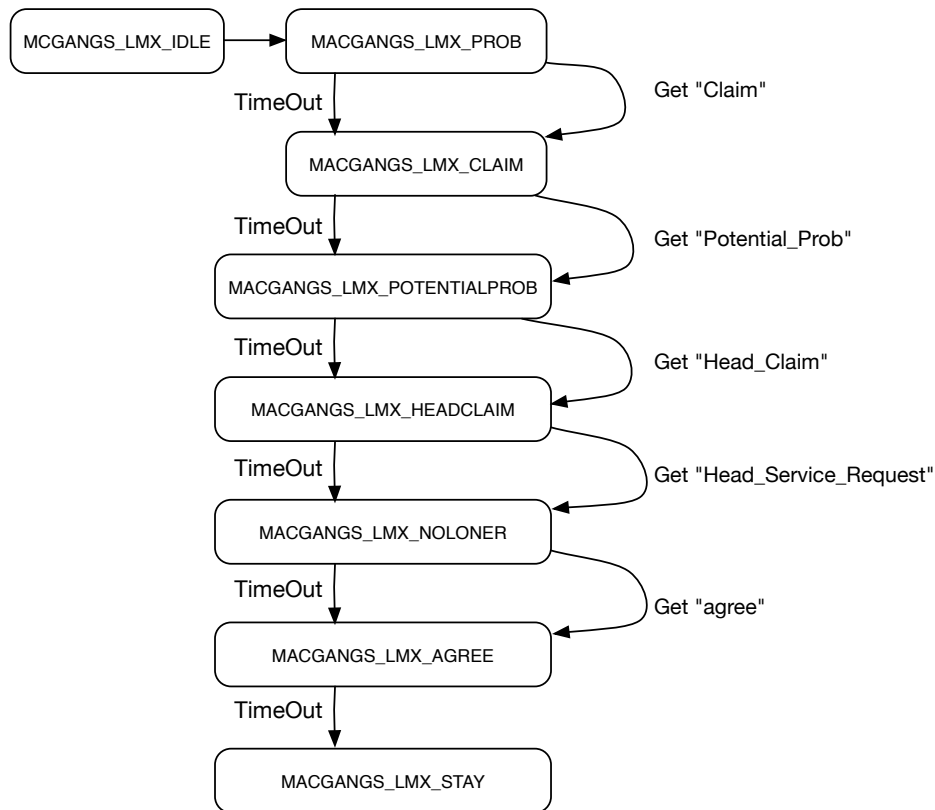 MCGANGS_LMX_IDLE
MACGANGS_LMX_PROB
TimeOut
Get "Claim"
MACGANGS_LMX_CLAIM
TimeOut
Get "Potential_Prob"
MACGANGS_LMX_POTENTIALPROB
TimeOut
Get "Head_Claim"
MACGANGS_LMX_HEADCLAIM
TimeOut
Get "Head_Service_Request"
MACGANGS_LMX_NOLONER
TimeOut
Get "agree"
MACGANGS_LMX_AGREE
TimeOut
MACGANGS_LMX_STAY